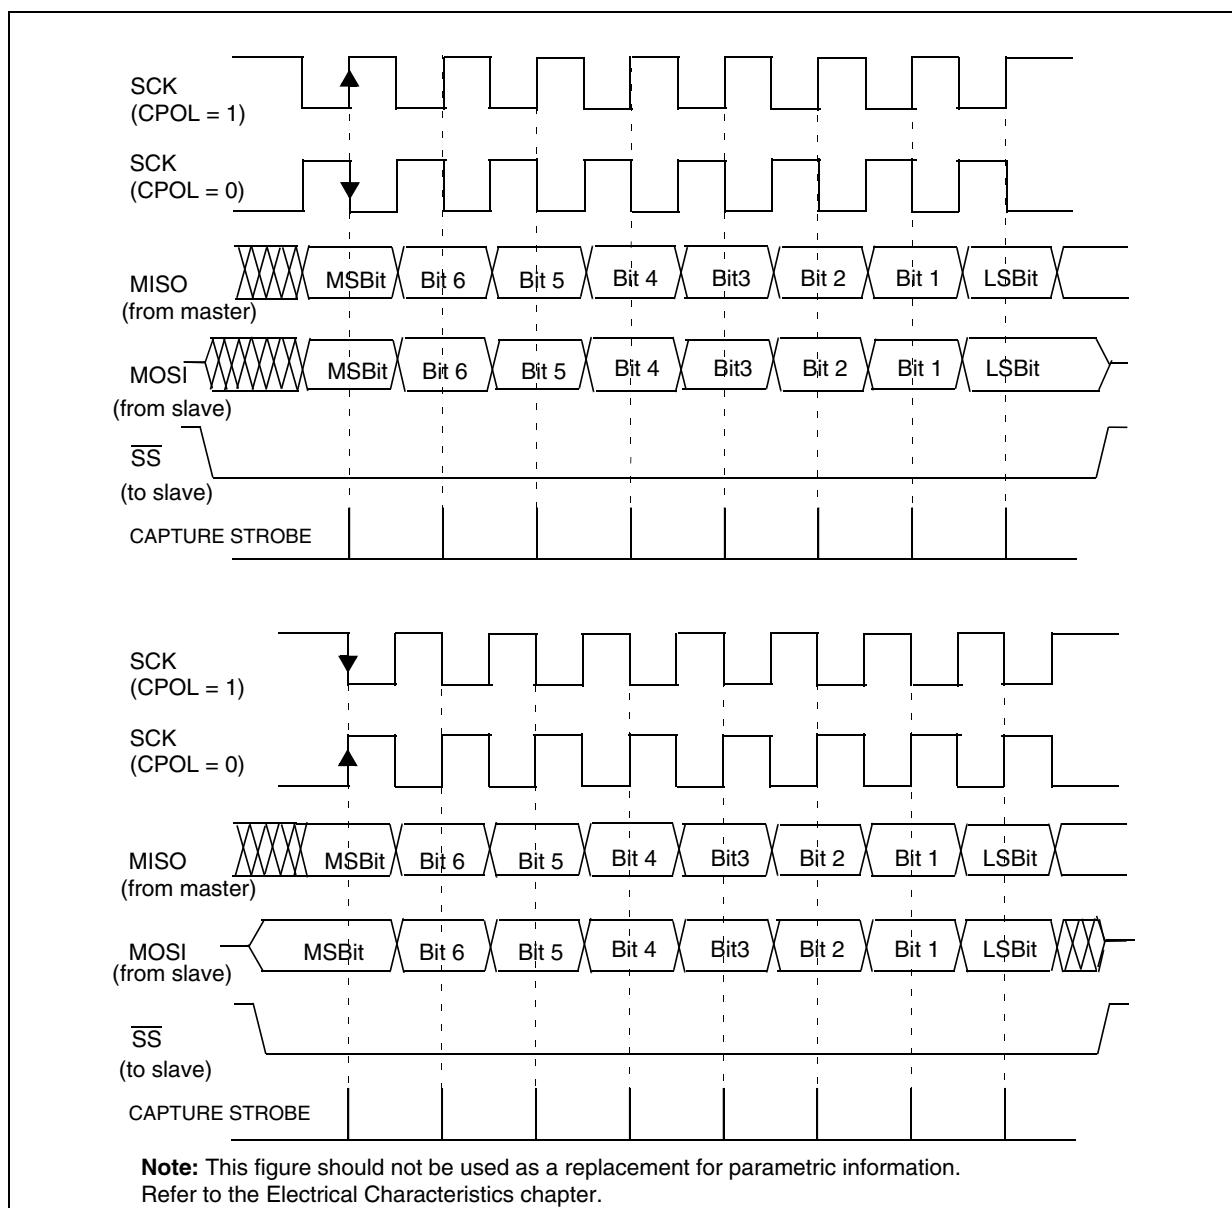 SCK
(CPOL = 1)
SCK
(CPOL = 0)
MISO
(from master)
MSBit Bit 6 Bit 5 Bit 4 Bit3 Bit 2 Bit 1 LSBit
MOSI
(from slave)
MSBit Bit 6 Bit 5 Bit 4 Bit3 Bit 2 Bit 1 LSBit
SS
(to slave)
CAPTURE STROBE
SCK
(CPOL = 1)
SCK
(CPOL = 0)
MISO
(from master)
MSBit Bit 6 Bit 5 Bit 4 Bit3 Bit 2 Bit 1 LSBit
MOSI
(from slave)
MSBit Bit 6 Bit 5 Bit 4 Bit3 Bit 2 Bit 1 LSBit
SS
(to slave)
CAPTURE STROBE
Note: This figure should not be used as a replacement for parametric information.
Refer to the Electrical Characteristics chapter.